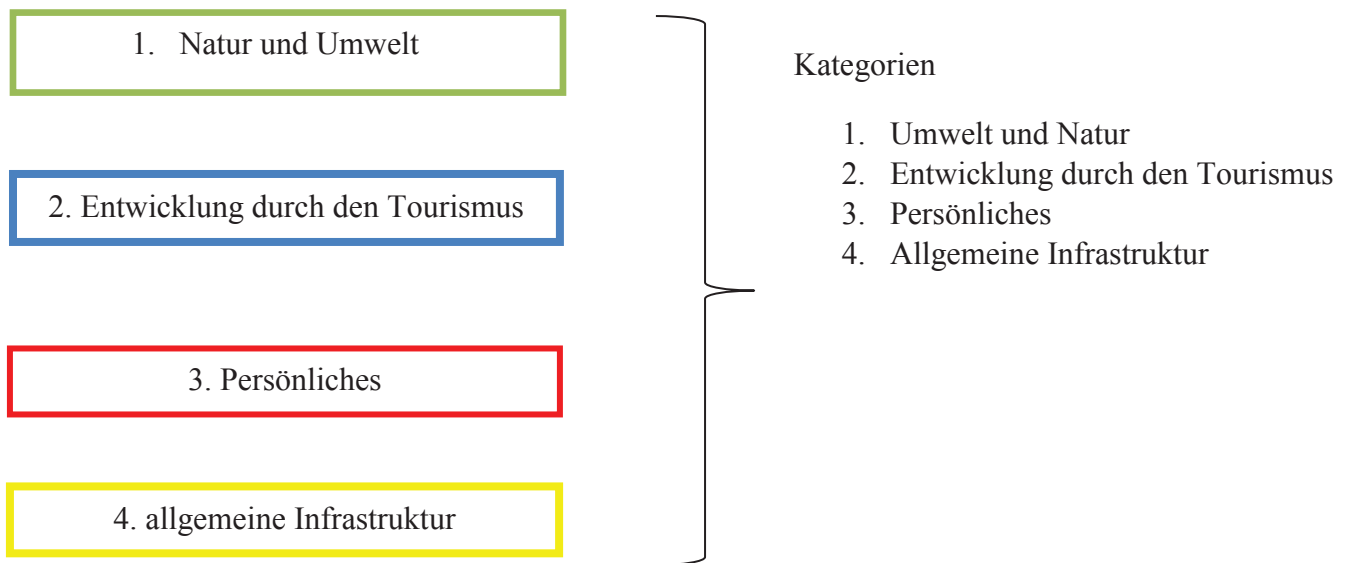 1. Natur und Umwelt
2. Entwicklung durch den Tourismus
3. Persönliches
4. allgemeine Infrastruktur
Kategorien
1. Umwelt und Natur
2. Entwicklung durch den Tourismus
3. Persönliches
4. Allgemeine Infrastruktur